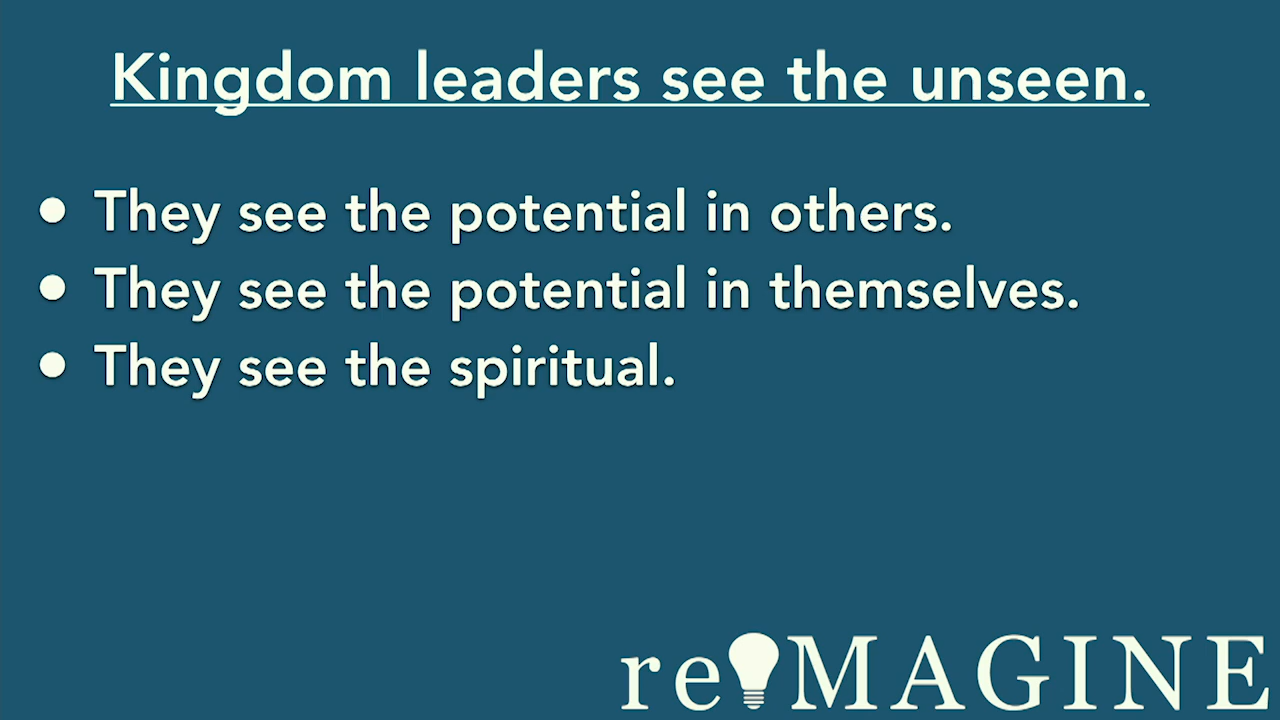 Kingdom leaders see the unseen.
• They see the potential in others.
• They see the potential in themselves.
• They see the spiritual.
reMAGINE